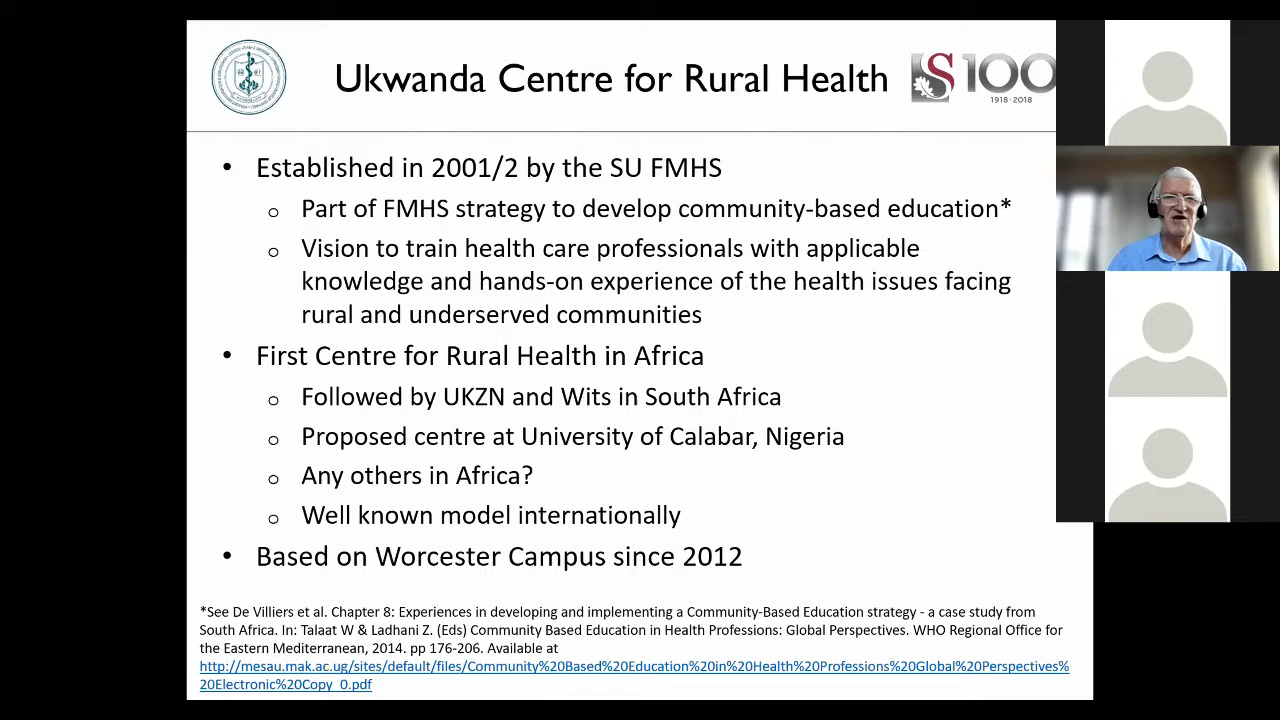 Ukwanda Centre for Rural Health
S100
1918 · 2018
• Established in 2001/2 by the SU FMHS
o Part of FMHS strategy to develop community-based education*
o Vision to train health care professionals with applicable
knowledge and hands-on experience of the health issues facing
rural and underserved communities
• First Centre for Rural Health in Africa
o Followed by UKZN and Wits in South Africa
o Proposed centre at University of Calabar, Nigeria
o Any others in Africa?
o Well known model internationally
• Based on Worcester Campus since 2012
*See De Villiers et al. Chapter 8: Experiences in developing and implementing a Community-Based Education strategy - a case study from
South Africa. In: Talaat W & Ladhani Z. (Eds) Community Based Education in Health Professions: Global Perspectives. WHO Regional Office for
the Eastern Mediterranean, 2014. pp 176-206. Available at
http://mesau.mak.ac.ug/sites/default/files/Community%20Based%20Education%20in%20Health%20Professions%20Global%20Perspectives%
20Electronic%20Copy_0.pdf